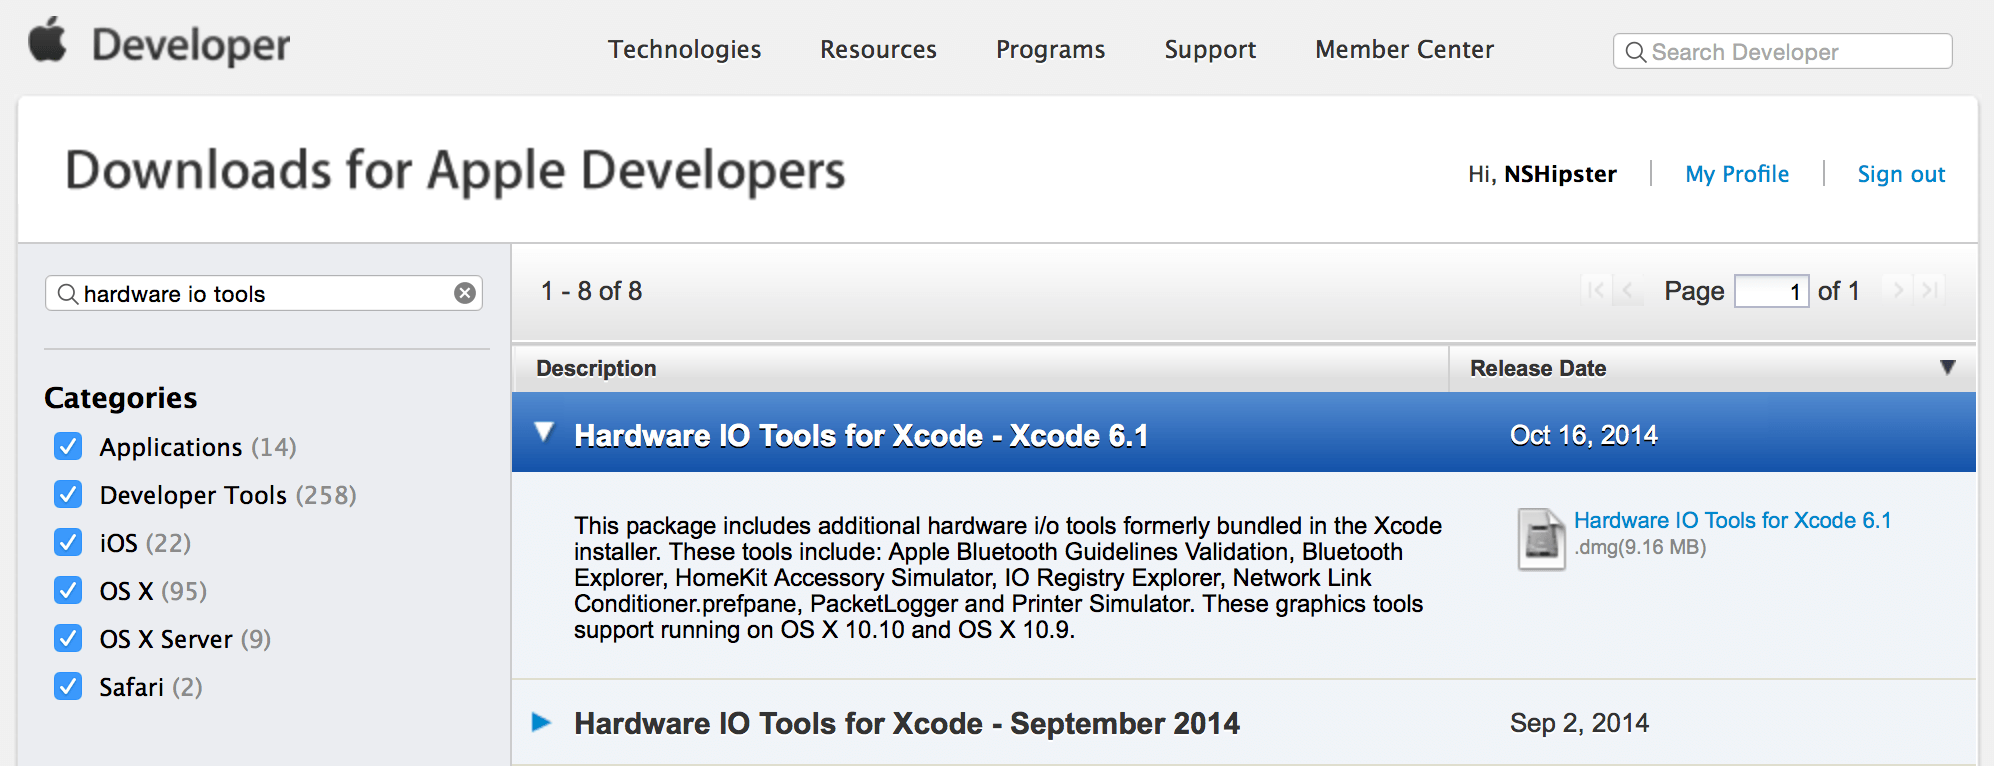 Developer
Technologies
Resources
Programs
Support
Member Center
Search Developer
Downloads for Apple Developers
Hi, NSHipster
My Profile
Sign out
hardware io tools
1 - 8 of 8
Page 1 of 1
Categories
Applications (14)
Developer Tools (258)
iOS (22)
OS X (95)
OS X Server (9)
Safari (2)
Description
Release Date
Hardware IO Tools for Xcode - Xcode 6.1
Oct 16, 2014
This package includes additional hardware i/o tools formerly bundled in the Xcode
installer. These tools include: Apple Bluetooth Guidelines Validation, Bluetooth
Explorer, HomeKit Accessory Simulator, IO Registry Explorer, Network Link
Conditioner.prefpane, PacketLogger and Printer Simulator. These graphics tools
support running on OS X 10.10 and OS X 10.9.
Hardware IO Tools for Xcode 6.1
.dmg(9.16 MB)
Hardware IO Tools for Xcode - September 2014
Sep 2, 2014